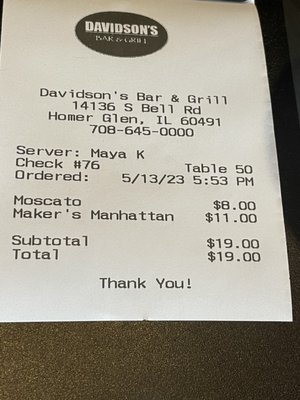 DAVIDSON'S
BAR & GRILL
Davidson's Bar & Grill
14136 S Bell Rd
Homer Glen, IL 60491
708-645-0000
Server: Maya K
Check #76 Table 50
Ordered: 5/13/23 5:53 PM
Moscato $8.00
Maker's Manhattan $11.00
Subtotal $19.00
Total $19.00
Thank You!